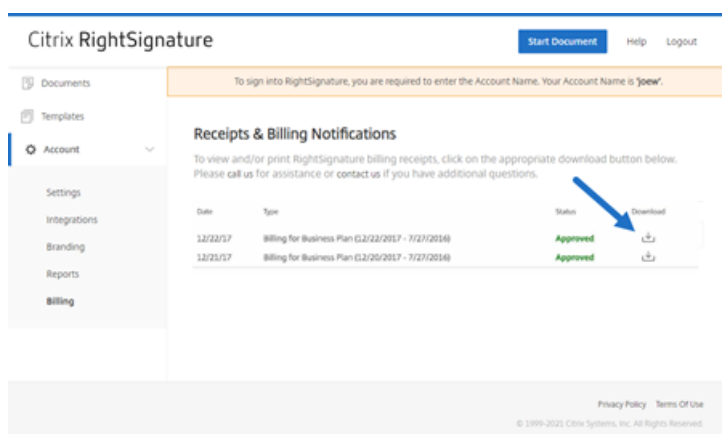 Citrix RightSignature
Start Document Help Logout
Documents
Templates
Account
Settings
Integrations
Branding
Reports
Billing
To sign into RightSignature, you are required to enter the Account Name. Your Account Name is 'joew'.
Receipts & Billing Notifications
To view and/or print RightSignature billing receipts, click on the appropriate download button below.
Please call us for assistance or contact us if you have additional questions.
Date Type Status Download
12/22/17 Billing for Business Plan (12/22/2017 - 7/27/2016) Approved
12/21/17 Billing for Business Plan (12/20/2017 - 7/27/2016) Approved
Privacy Policy Terms Of Use
© 1999-2021 Citrix Systems, Inc. All Rights Reserved.